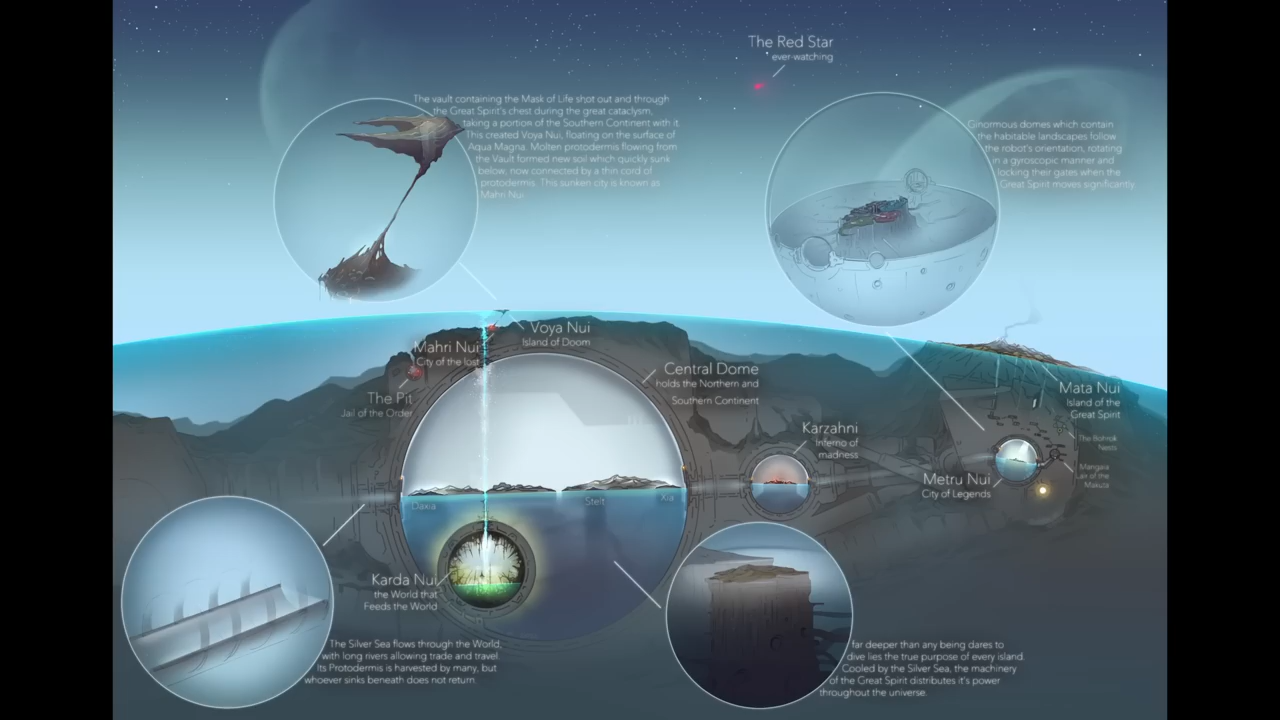 The Red Star
ever-watching
The vault containing the Mask of Life shot out and through
the Great Spirit's chest during the great cataclysm,
taking a portion of the Southern Continent with it.
This created Voya Nui, floating on the surface of
Aqua Magna. Molten protodermis flowing from
the Vault formed new soil which quickly sunk
below, now connected by a thin cord of
protodermis. This sunken city is known as
Mahri Nui
Ginormous domes which contain
the habitable landscapes follow
the robot's orientation, rotating
in a gyroscopic manner and
locking their gates when the
Great Spirit moves significantly
Voya Nui
Island of Doom
Mahri Nui
City of the lost
The Pit
Jail of the Order
Central Dome
holds the Northern and
Southern Continent
Karzahni
Inferno of
madness
Mata Nui
Island of the
Great Spirit
The Bohrok
Nests
Mangaia
Lair of the
Makuta
Metru Nui
City of Legends
Daxia
Stelt
Xia
Karda Nui
the World that
Feeds the World
The Silver Sea flows through the World,
with long rivers allowing trade and travel.
Its Protodermis is harvested by many, but
whoever sinks beneath does not return.
far deeper than any being dares to
dive lies the true purpose of every island.
Cooled by the Silver Sea, the machinery
of the Great Spirit distributes it's power
throughout the universe.